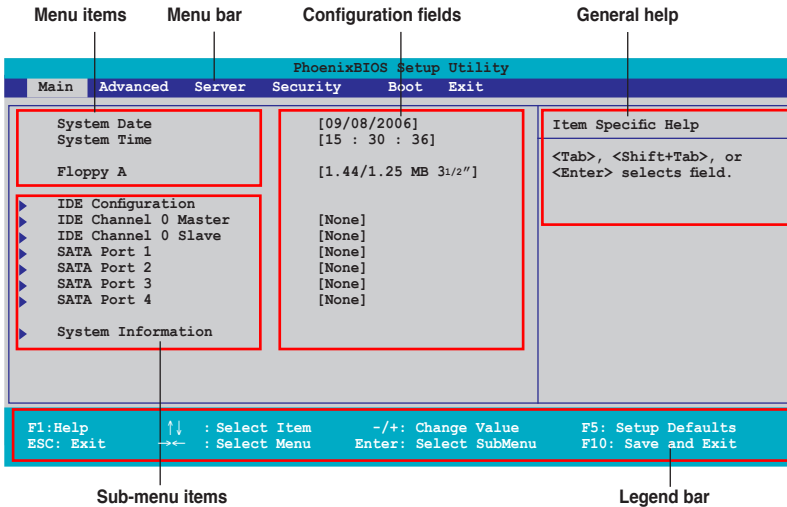 Menu items Menu bar Configuration fields General help
PhoenixBIOS Setup Utility
Main Advanced Server Security Boot Exit
System Date [09/08/2006] Item Specific Help
System Time [15 : 30 : 36]
<Tab>, <Shift+Tab>, or
Floppy A [1.44/1.25 MB 31/2"] <Enter> selects field.
IDE Configuration
IDE Channel 0 Master [None]
IDE Channel 0 Slave [None]
SATA Port 1 [None]
SATA Port 2 [None]
SATA Port 3 [None]
SATA Port 4 [None]
System Information
F1:Help ↑↓ : Select Item -/+: Change Value F5: Setup Defaults
ESC: Exit →← : Select Menu Enter: Select SubMenu F10: Save and Exit
Sub-menu items Legend bar